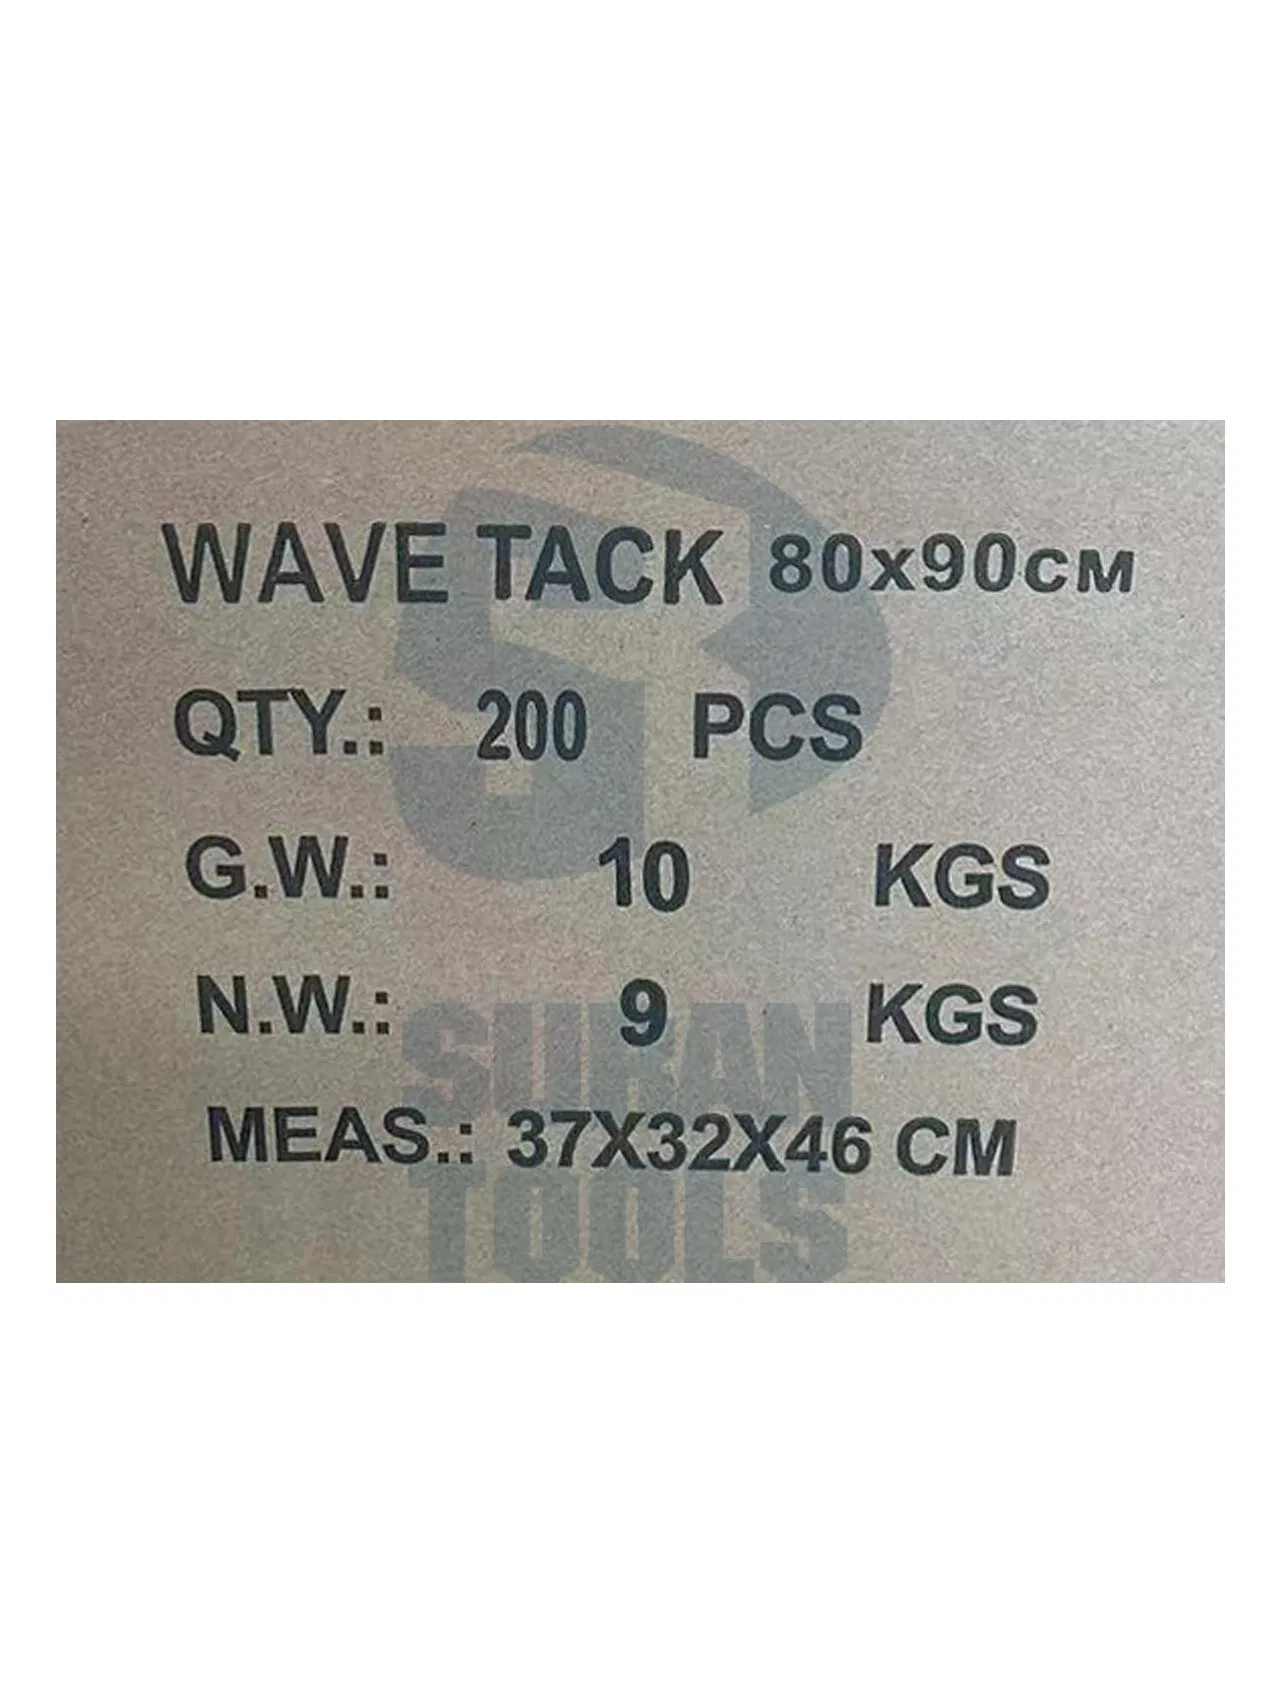 WAVE TACK 80x90CM
QTY.: 200 PCS
G.W.: 10 KGS
N.W.: 9 KGS
SURAN
MEAS.: 37X32X46 CM
TOOLS